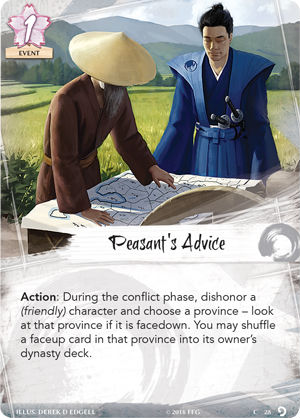 1
EVENT
Peasant's Advice
Action: During the conflict phase, dishonor a
(friendly) character and choose a province – look
at that province if it is facedown. You may shuffle
a faceup card in that province into its owner's
dynasty deck.
ILLUS. DEREK D EDGELL
© 2018 FFG
C 28